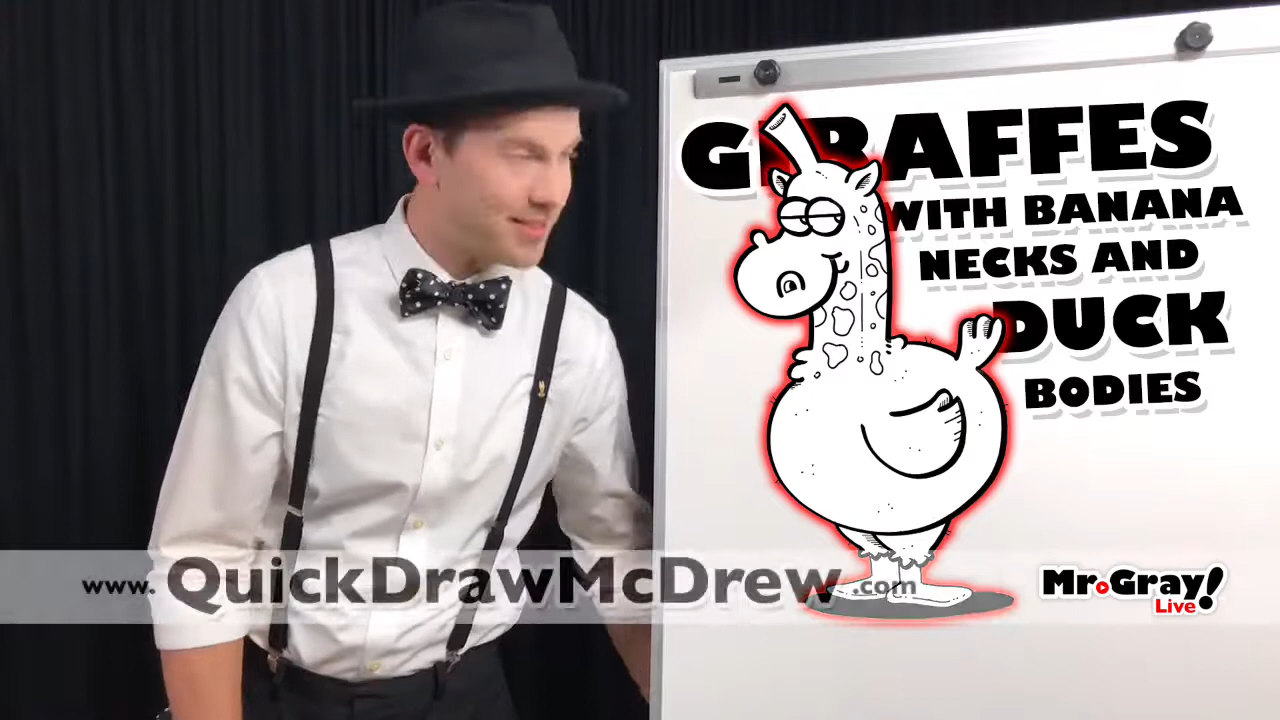 GIRAFFES
WITH BANANA
NECKS AND
DUCK
BODIES
www.QuickDrawMcDrew.com
Mr.Gray!
Live